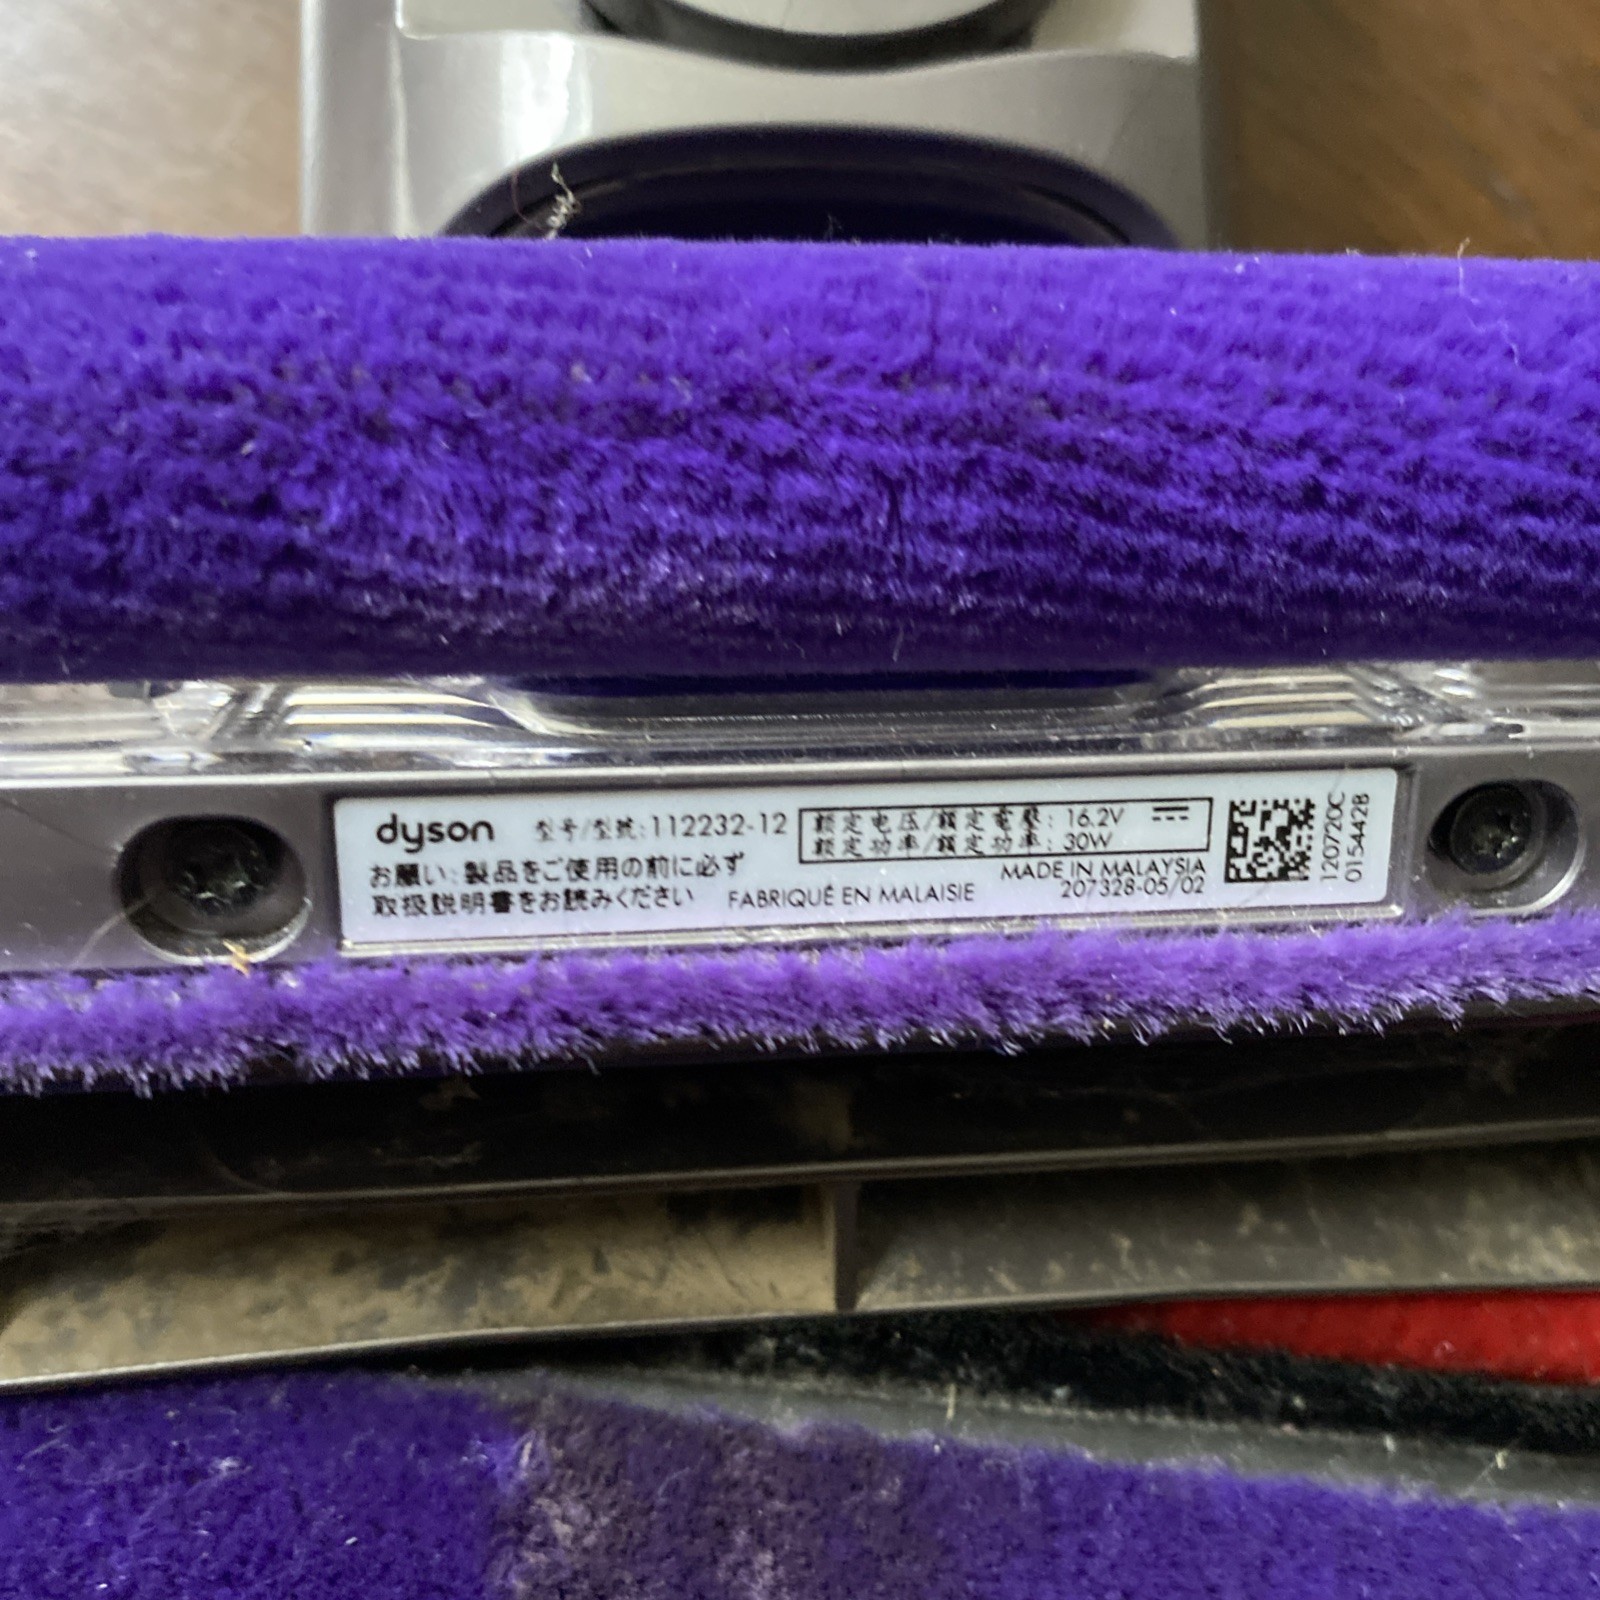 dyson 型号/型號:112232-12
お願い:製品をご使用の前に必ず
取扱説明書をお読みください
FABRIQUÉ EN MALAISIE
额定电压/額定電壓: 16.2V
额定功率/額定功率: 30W
MADE IN MALAYSIA
207328-05/02
120720C
015442B